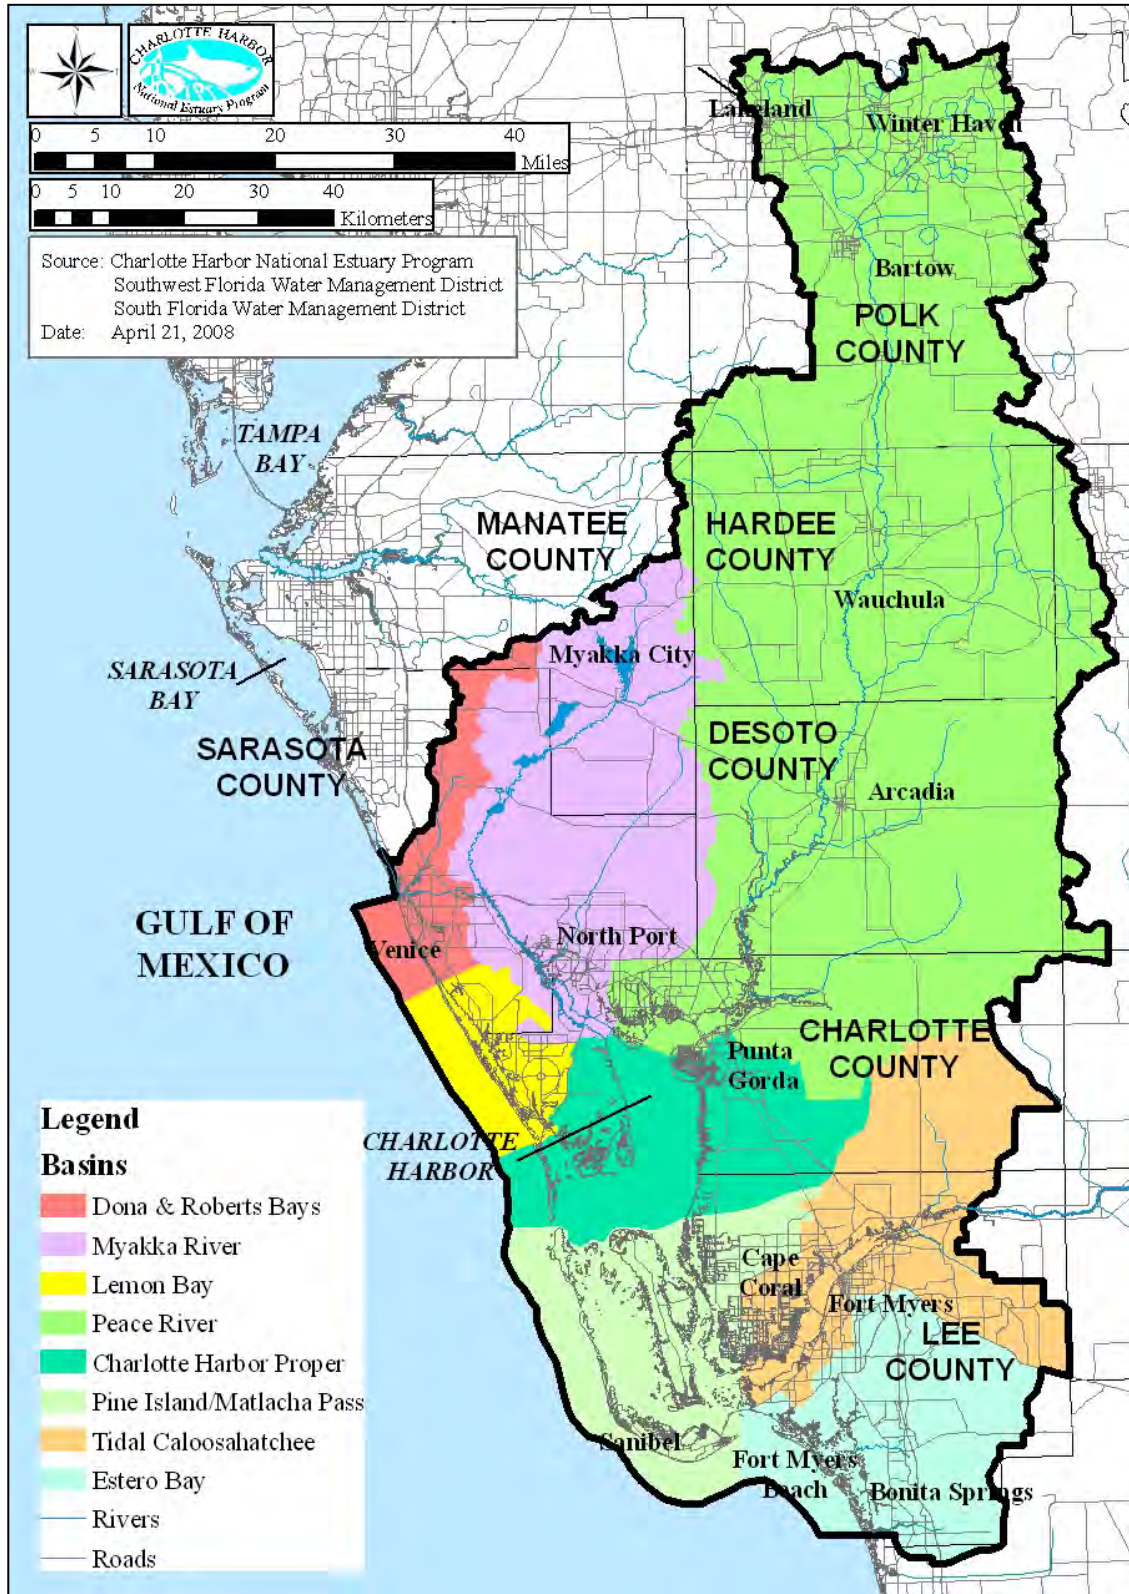 CHARLOTTE HARBOR
National Estuary Program
0 5 10 20 30 40
Miles
0 5 10 20 30 40
Kilometers
Source: Charlotte Harbor National Estuary Program
Southwest Florida Water Management District
South Florida Water Management District
Date: April 21, 2008
Lakeland
Winter Haven
Bartow
POLK
COUNTY
TAMPA
BAY
MANATEE
COUNTY
HARDEE
COUNTY
Wauchula
Myakka City
SARASOTA
BAY
SARASOTA
COUNTY
DESOTO
COUNTY
Arcadia
GULF OF
MEXICO
Venice
North Port
CHARLOTTE
COUNTY
Punta
Gorda
CHARLOTTE
HARBOR
Cape
Coral
Fort Myers
LEE
COUNTY
Sanibel
Fort Myers
Beach
Bonita Springs
Legend
Basins
Dona & Roberts Bays
Myakka River
Lemon Bay
Peace River
Charlotte Harbor Proper
Pine Island/Matlacha Pass
Tidal Caloosahatchee
Estero Bay
Rivers
Roads